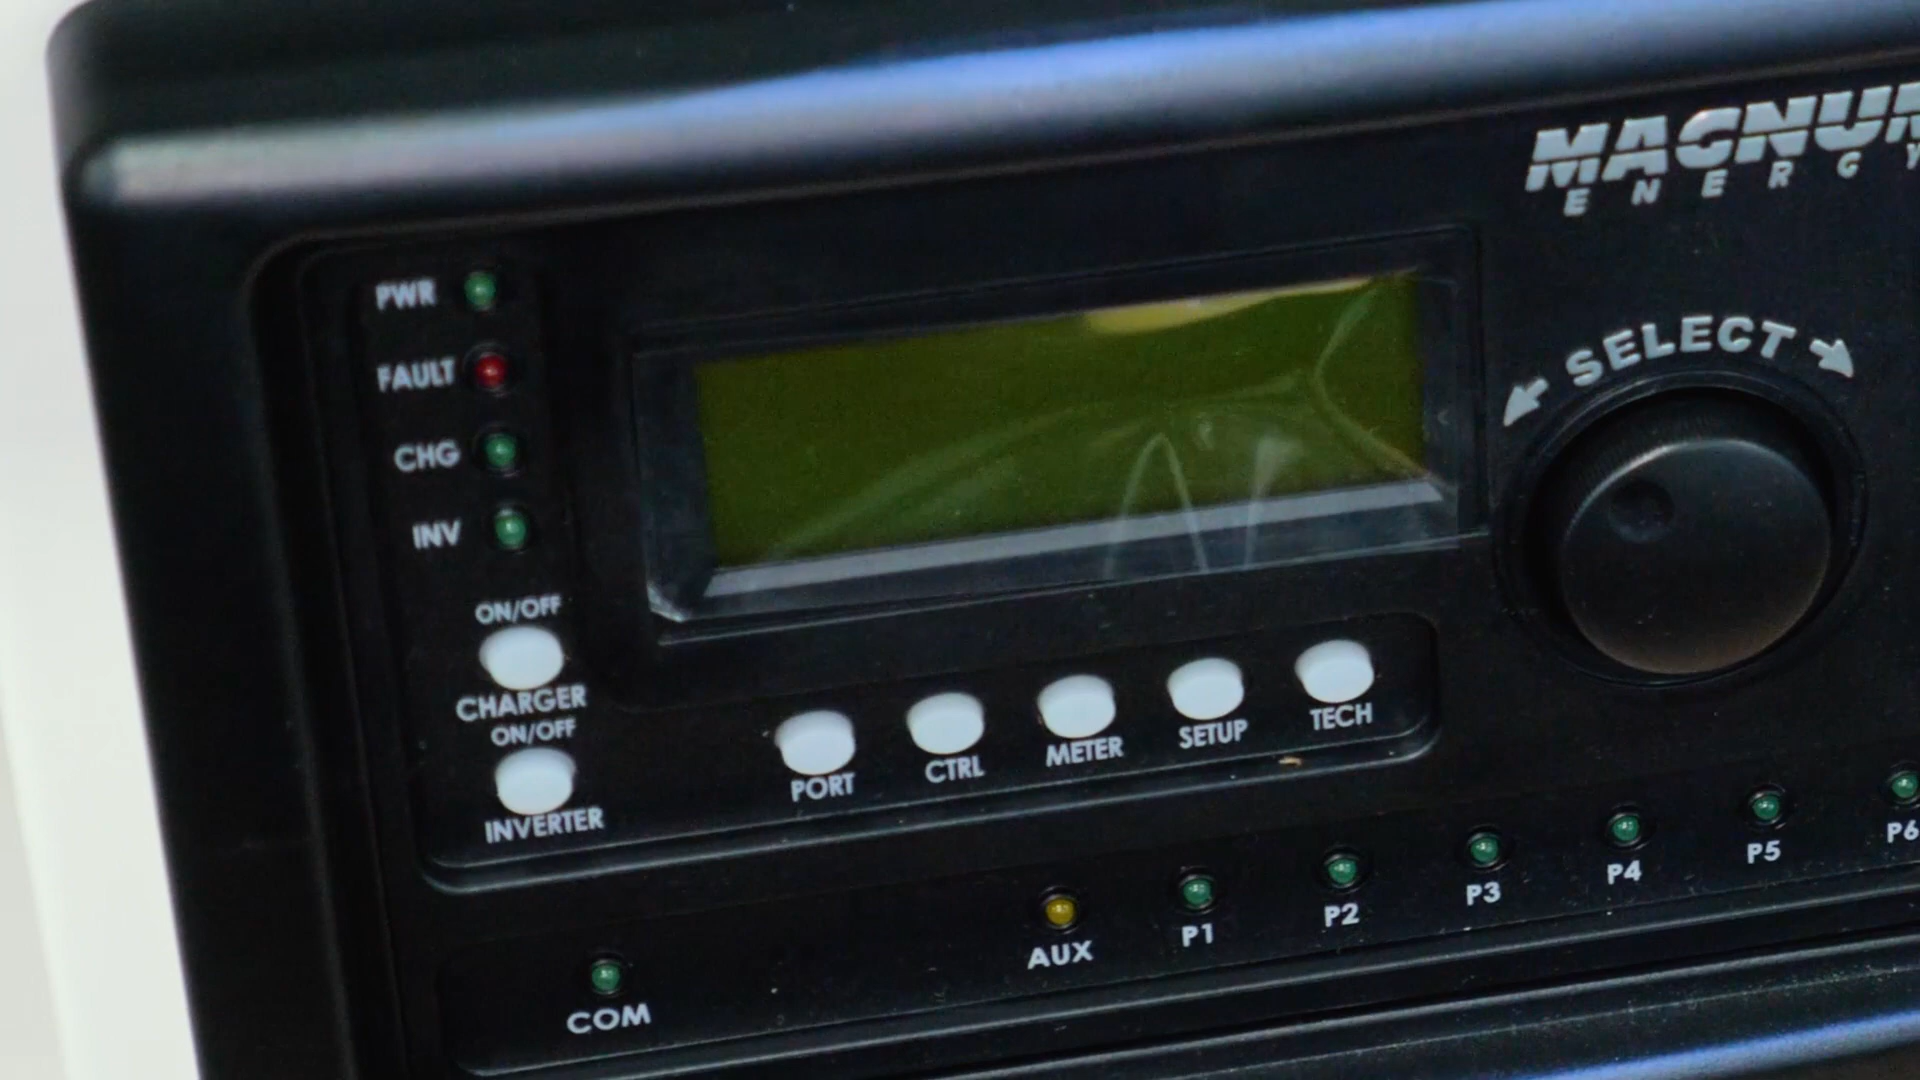 MAGNUM
ENERGY
PWR
FAULT
CHG
INV
SELECT
ON/OFF
CHARGER
ON/OFF
INVERTER
PORT
CTRL
METER
SETUP
TECH
COM
AUX
P1
P2
P3
P4
P5
P6